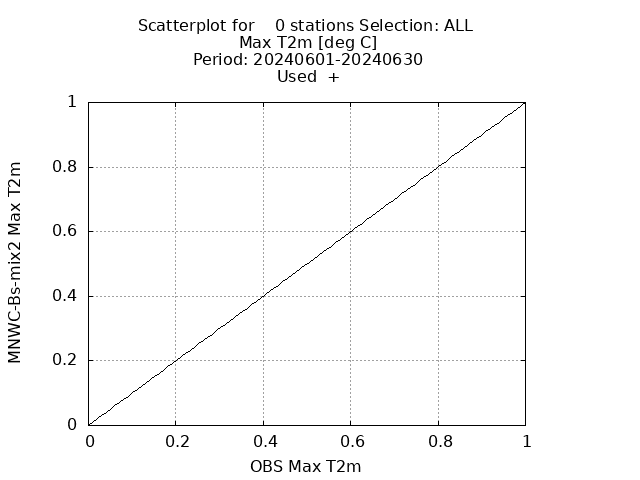 Scatterplot for    0 stations Selection: ALL
Max T2m [deg C]
Period: 20240601-20240630
Used  +
1
0.8
0.6
0.4
0.2
0
0 0.2 0.4 0.6 0.8 1
MNWC-Bs-mix2 Max T2m
OBS Max T2m